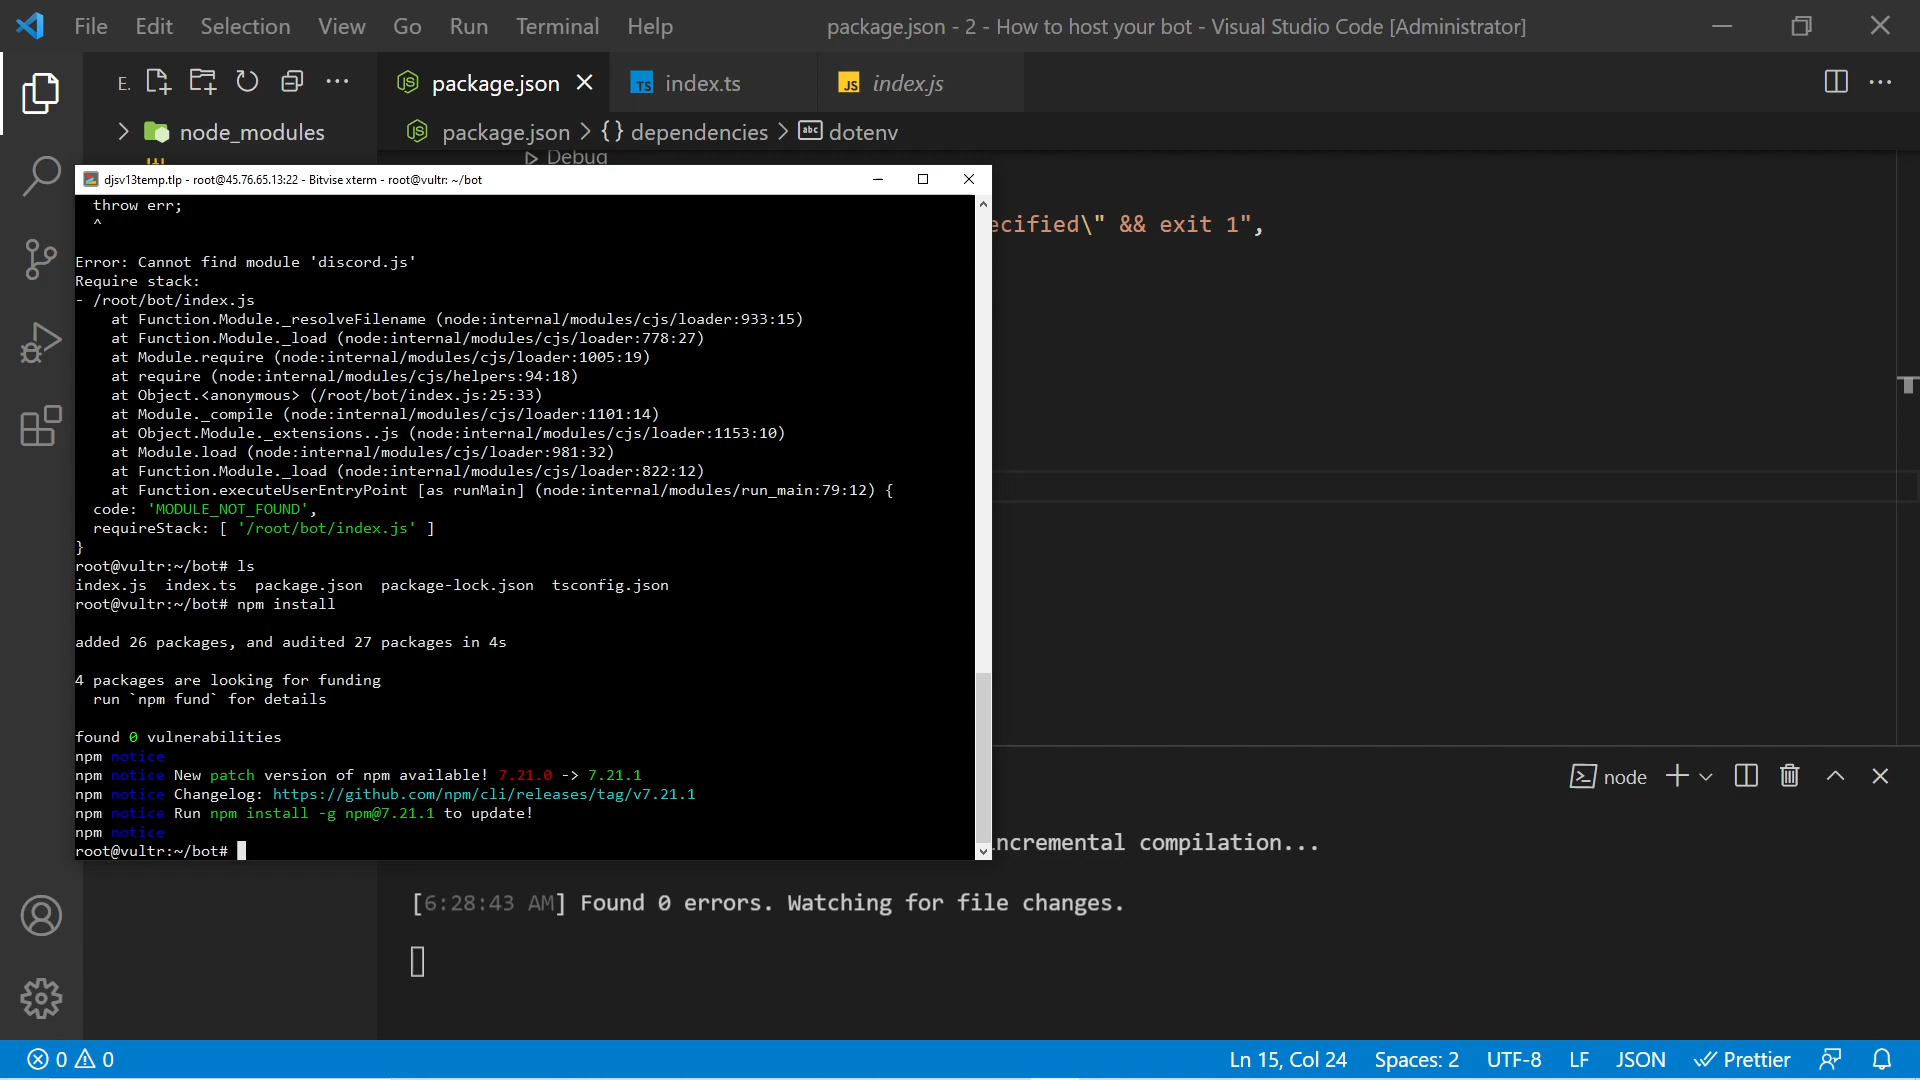 File Edit Selection View Go Run Terminal Help package.json - 2 - How to host your bot - Visual Studio Code [Administrator]
E.
package.json
TS index.ts
JS index.js
node_modules
package.json > {} dependencies > abc dotenv
Debug
djsv13temp.tlp - root@45.76.65.13:22 - Bitvise xterm - root@vultr: ~/bot
throw err;
^
Error: Cannot find module 'discord.js'
Require stack:
- /root/bot/index.js
at Function.Module._resolveFilename (node:internal/modules/cjs/loader:933:15)
at Function.Module._load (node:internal/modules/cjs/loader:778:27)
at Module.require (node:internal/modules/cjs/loader:1005:19)
at require (node:internal/modules/cjs/helpers:94:18)
at Object.<anonymous> (/root/bot/index.js:25:33)
at Module._compile (node:internal/modules/cjs/loader:1101:14)
at Object.Module._extensions..js (node:internal/modules/cjs/loader:1153:10)
at Module.load (node:internal/modules/cjs/loader:981:32)
at Function.Module._load (node:internal/modules/cjs/loader:822:12)
at Function.executeUserEntryPoint [as runMain] (node:internal/modules/run_main:79:12) {
code: 'MODULE_NOT_FOUND',
requireStack: [ '/root/bot/index.js' ]
}
root@vultr:~/bot# ls
index.js index.ts package.json package-lock.json tsconfig.json
root@vultr:~/bot# npm install
added 26 packages, and audited 27 packages in 4s
4 packages are looking for funding
run `npm fund` for details
found 0 vulnerabilities
npm notice
npm notice New patch version of npm available! 7.21.0 -> 7.21.1
npm notice Changelog: https://github.com/npm/cli/releases/tag/v7.21.1
npm notice Run npm install -g npm@7.21.1 to update!
npm notice
root@vultr:~/bot#
ecified\" && exit 1",
node
incremental compilation...
[6:28:43 AM] Found 0 errors. Watching for file changes.
0 0 Ln 15, Col 24 Spaces: 2 UTF-8 LF JSON Prettier